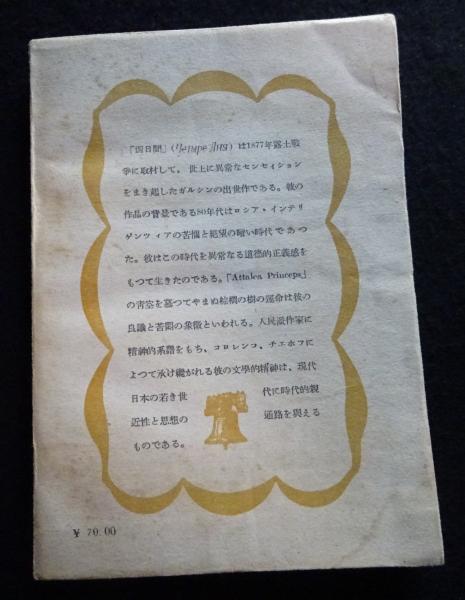 「四日間」(Четыре Дня) は1877年露土戰
爭に取材して、世上に異常なセンセイション
をまき起したガルシンの出世作である。彼の
作品の背景である80年代はロシア・インテリ
ゲンツィアの苦惱と絶望の暗い時代であつ
た。彼はこの時代を異常なる道德的正義感を
もつて生きたのである。「Attalea Princeps」
の靑空を慕つてやまぬ棕櫚の樹の運命は彼の
良識と苦悶の象徵といわれる。人民派作家に
精神的系譜をもち、コロレンコ、チエホフに
よつて承け繼がれる彼の文學的精神は、現代
日本の若き世代に時代的親
近性と思想の通路を與える
ものである。
¥ 70.00